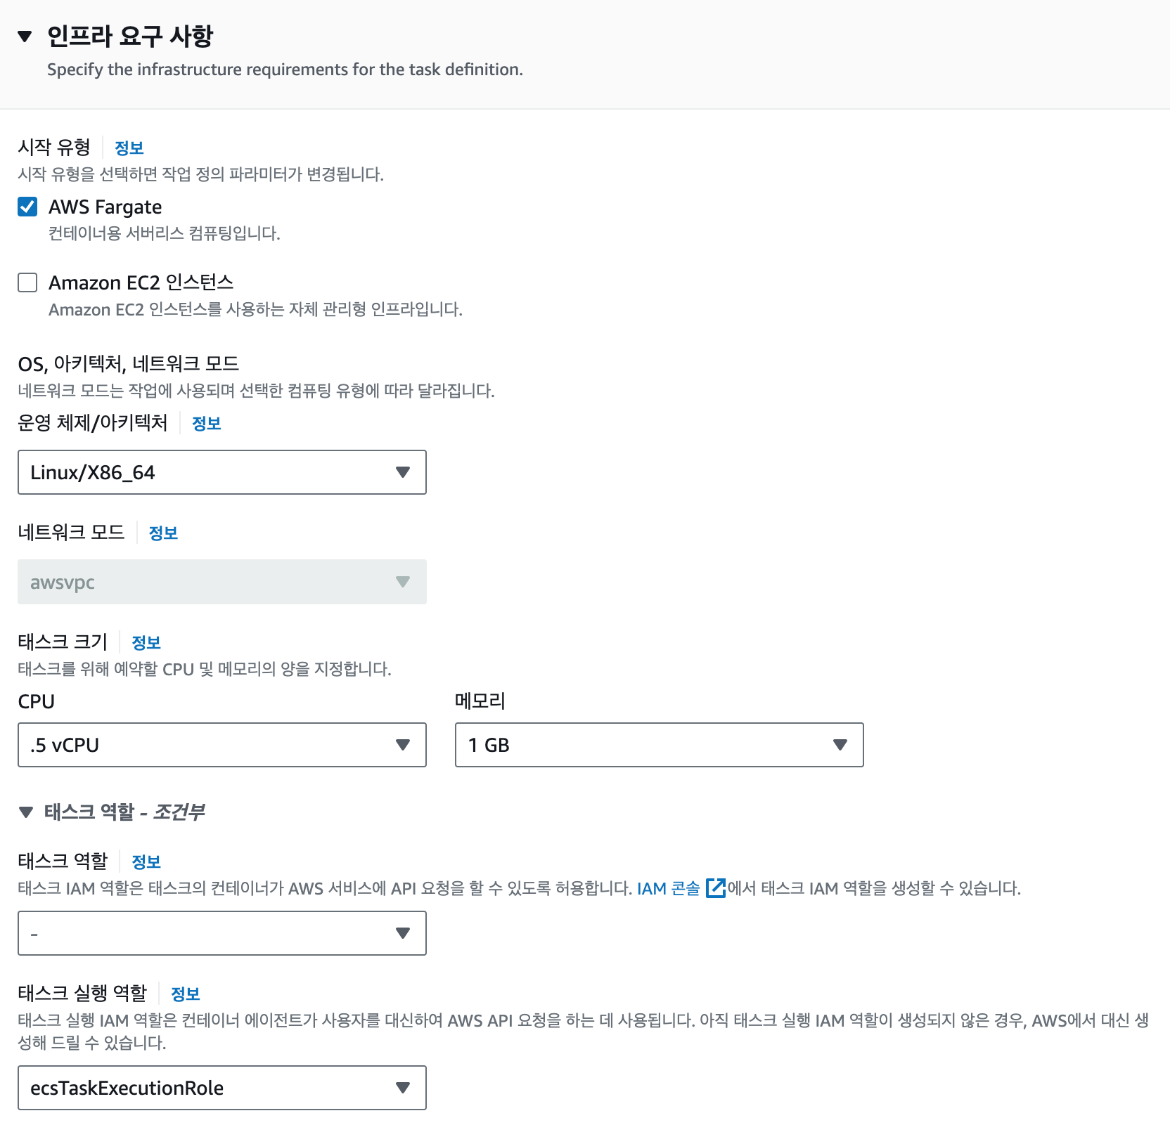 인프라 요구 사항
Specify the infrastructure requirements for the task definition.
시작 유형 정보
시작 유형을 선택하면 작업 정의 파라미터가 변경됩니다.
AWS Fargate
컨테이너용 서버리스 컴퓨팅입니다.
Amazon EC2 인스턴스
Amazon EC2 인스턴스를 사용하는 자체 관리형 인프라입니다.
OS, 아키텍처, 네트워크 모드
네트워크 모드는 작업에 사용되며 선택한 컴퓨팅 유형에 따라 달라집니다.
운영 체제/아키텍처 정보
Linux/X86_64
네트워크 모드 정보
awsvpc
태스크 크기 정보
태스크를 위해 예약할 CPU 및 메모리의 양을 지정합니다.
CPU 메모리
.5 vCPU 1 GB
태스크 역할 - 조건부
태스크 역할 정보
태스크 IAM 역할은 태스크의 컨테이너가 AWS 서비스에 API 요청을 할 수 있도록 허용합니다. IAM 콘솔 에서 태스크 IAM 역할을 생성할 수 있습니다.
-
태스크 실행 역할 정보
태스크 실행 IAM 역할은 컨테이너 에이전트가 사용자를 대신하여 AWS API 요청을 하는 데 사용됩니다. 아직 태스크 실행 IAM 역할이 생성되지 않은 경우, AWS에서 대신 생
성해 드릴 수 있습니다.
ecsTaskExecutionRole